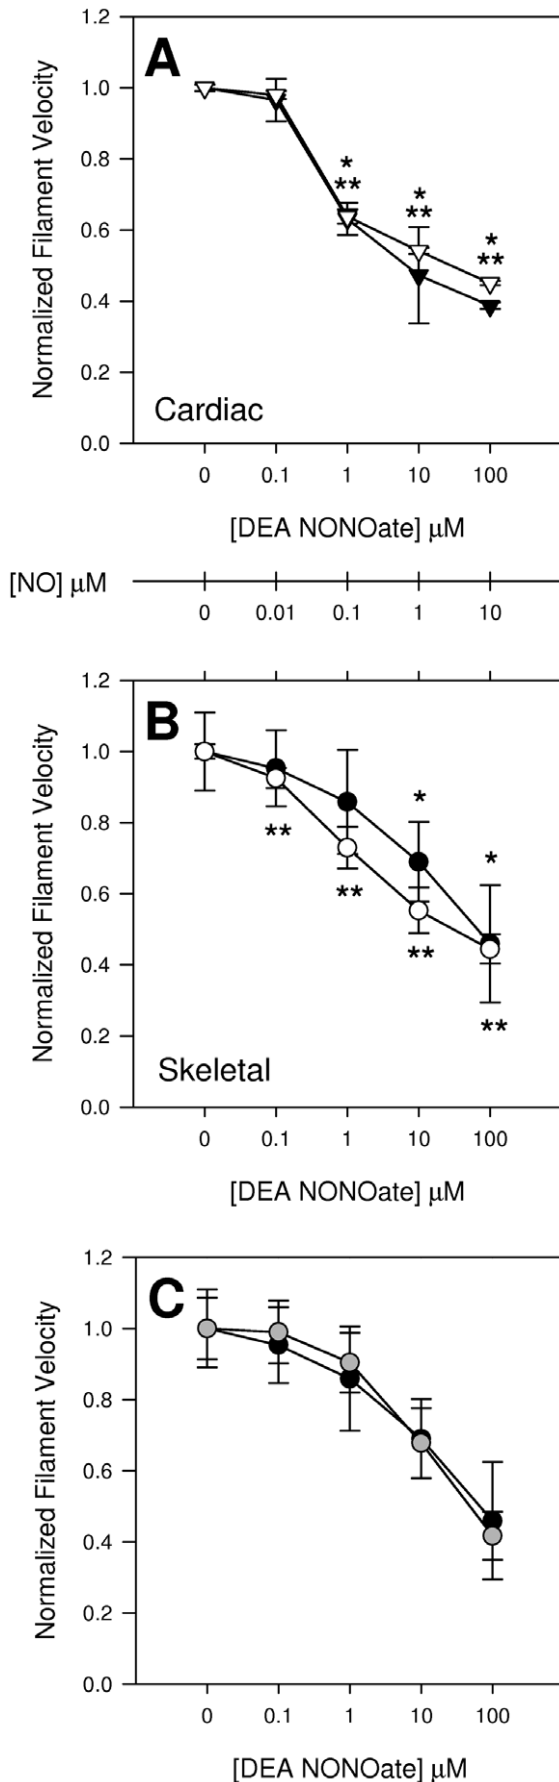 A
1.2
1.0
0.8
0.6
0.4
0.2
0.0
Normalized Filament Velocity
*
**
*
**
*
**
Cardiac
0 0.1 1 10 100
[DEA NONOate] μM
[NO] μM
0 0.01 0.1 1 10
B
1.2
1.0
0.8
0.6
0.4
0.2
0.0
Normalized Filament Velocity
*
*
**
**
**
**
Skeletal
0 0.1 1 10 100
[DEA NONOate] μM
C
1.2
1.0
0.8
0.6
0.4
0.2
0.0
Normalized Filament Velocity
0 0.1 1 10 100
[DEA NONOate] μM